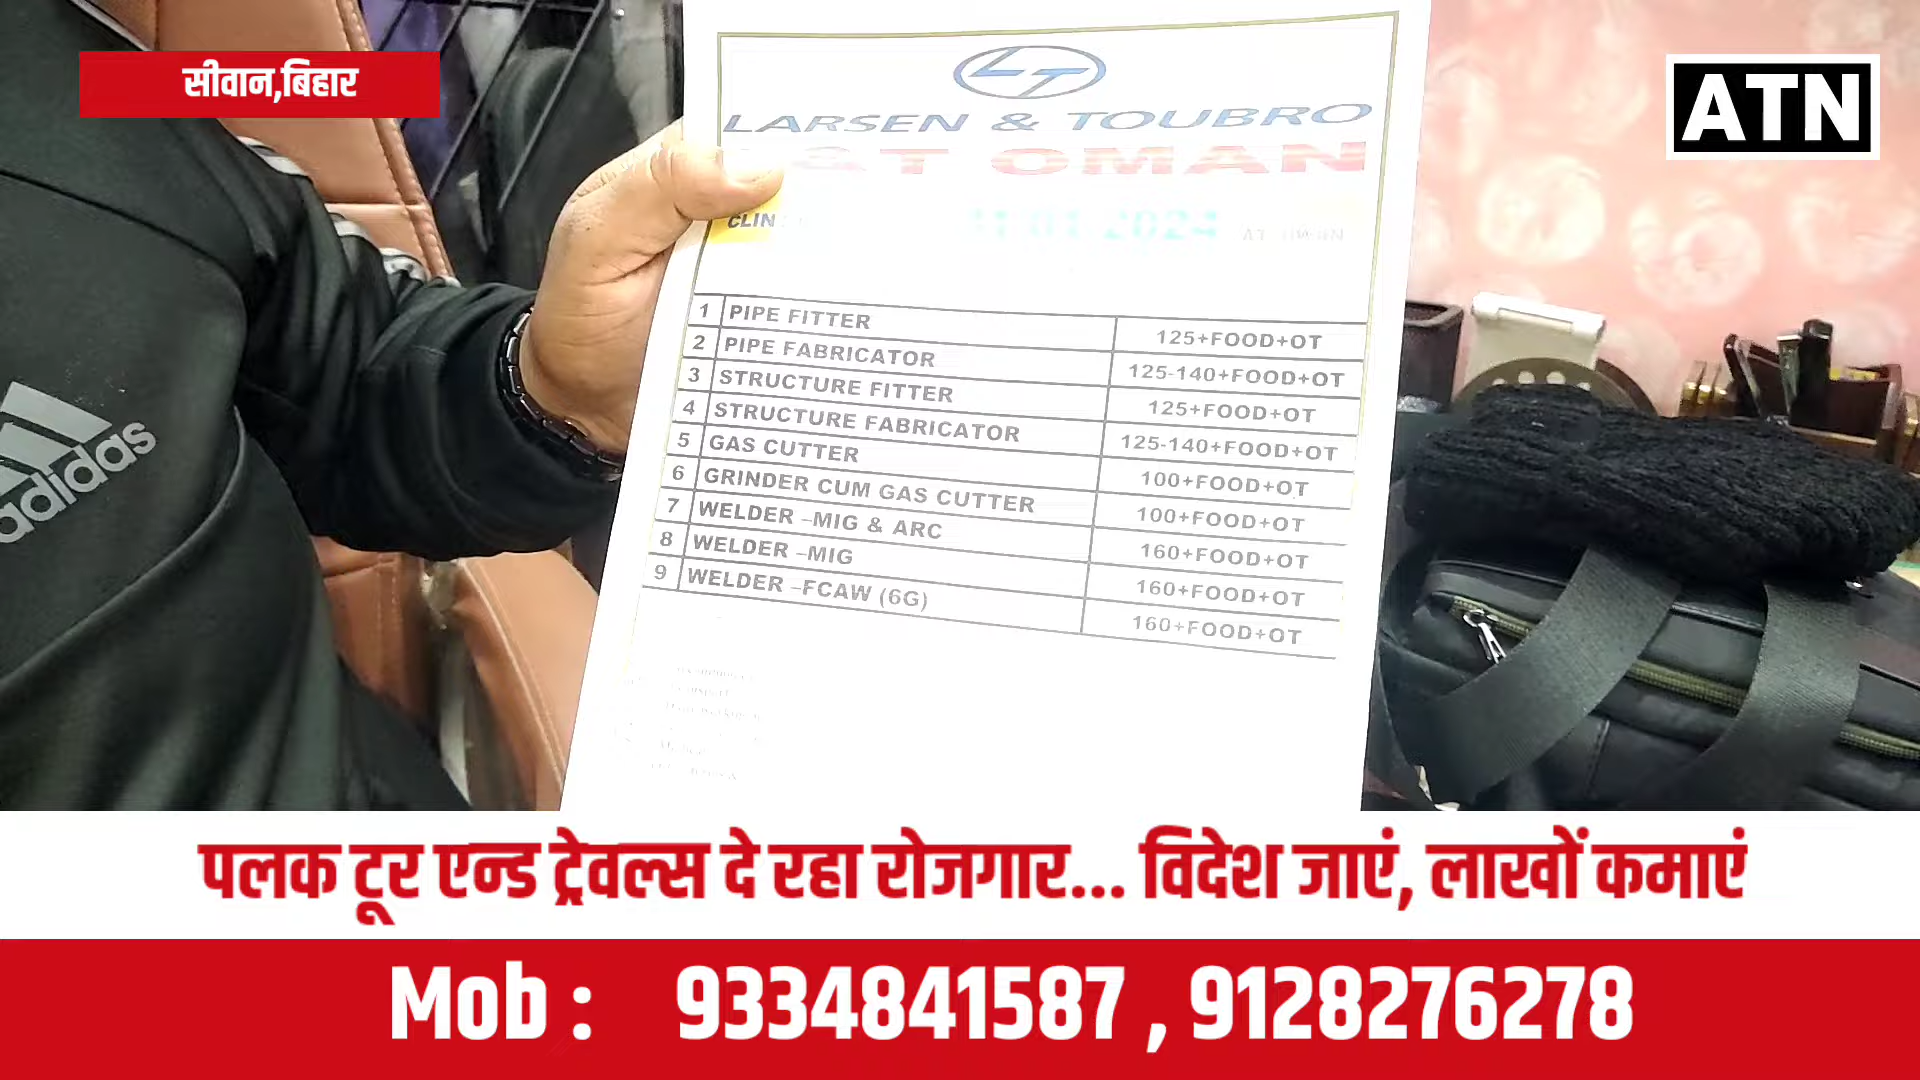 सीवान,बिहार
ATN
LT
LARSEN & TOUBRO
OMAN
2024
1 PIPE FITTER 125+FOOD+OT
2 PIPE FABRICATOR 125-140+FOOD+OT
3 STRUCTURE FITTER 125+FOOD+OT
4 STRUCTURE FABRICATOR 125-140+FOOD+OT
5 GAS CUTTER 100+FOOD+OT
6 GRINDER CUM GAS CUTTER 100+FOOD+OT
7 WELDER –MIG & ARC 160+FOOD+OT
8 WELDER –MIG 160+FOOD+OT
9 WELDER –FCAW (6G) 160+FOOD+OT
adidas
पलक टूर एन्ड ट्रेवल्स दे रहा रोजगार... विदेश जाएं, लाखों कमाएं
Mob : 9334841587 , 9128276278